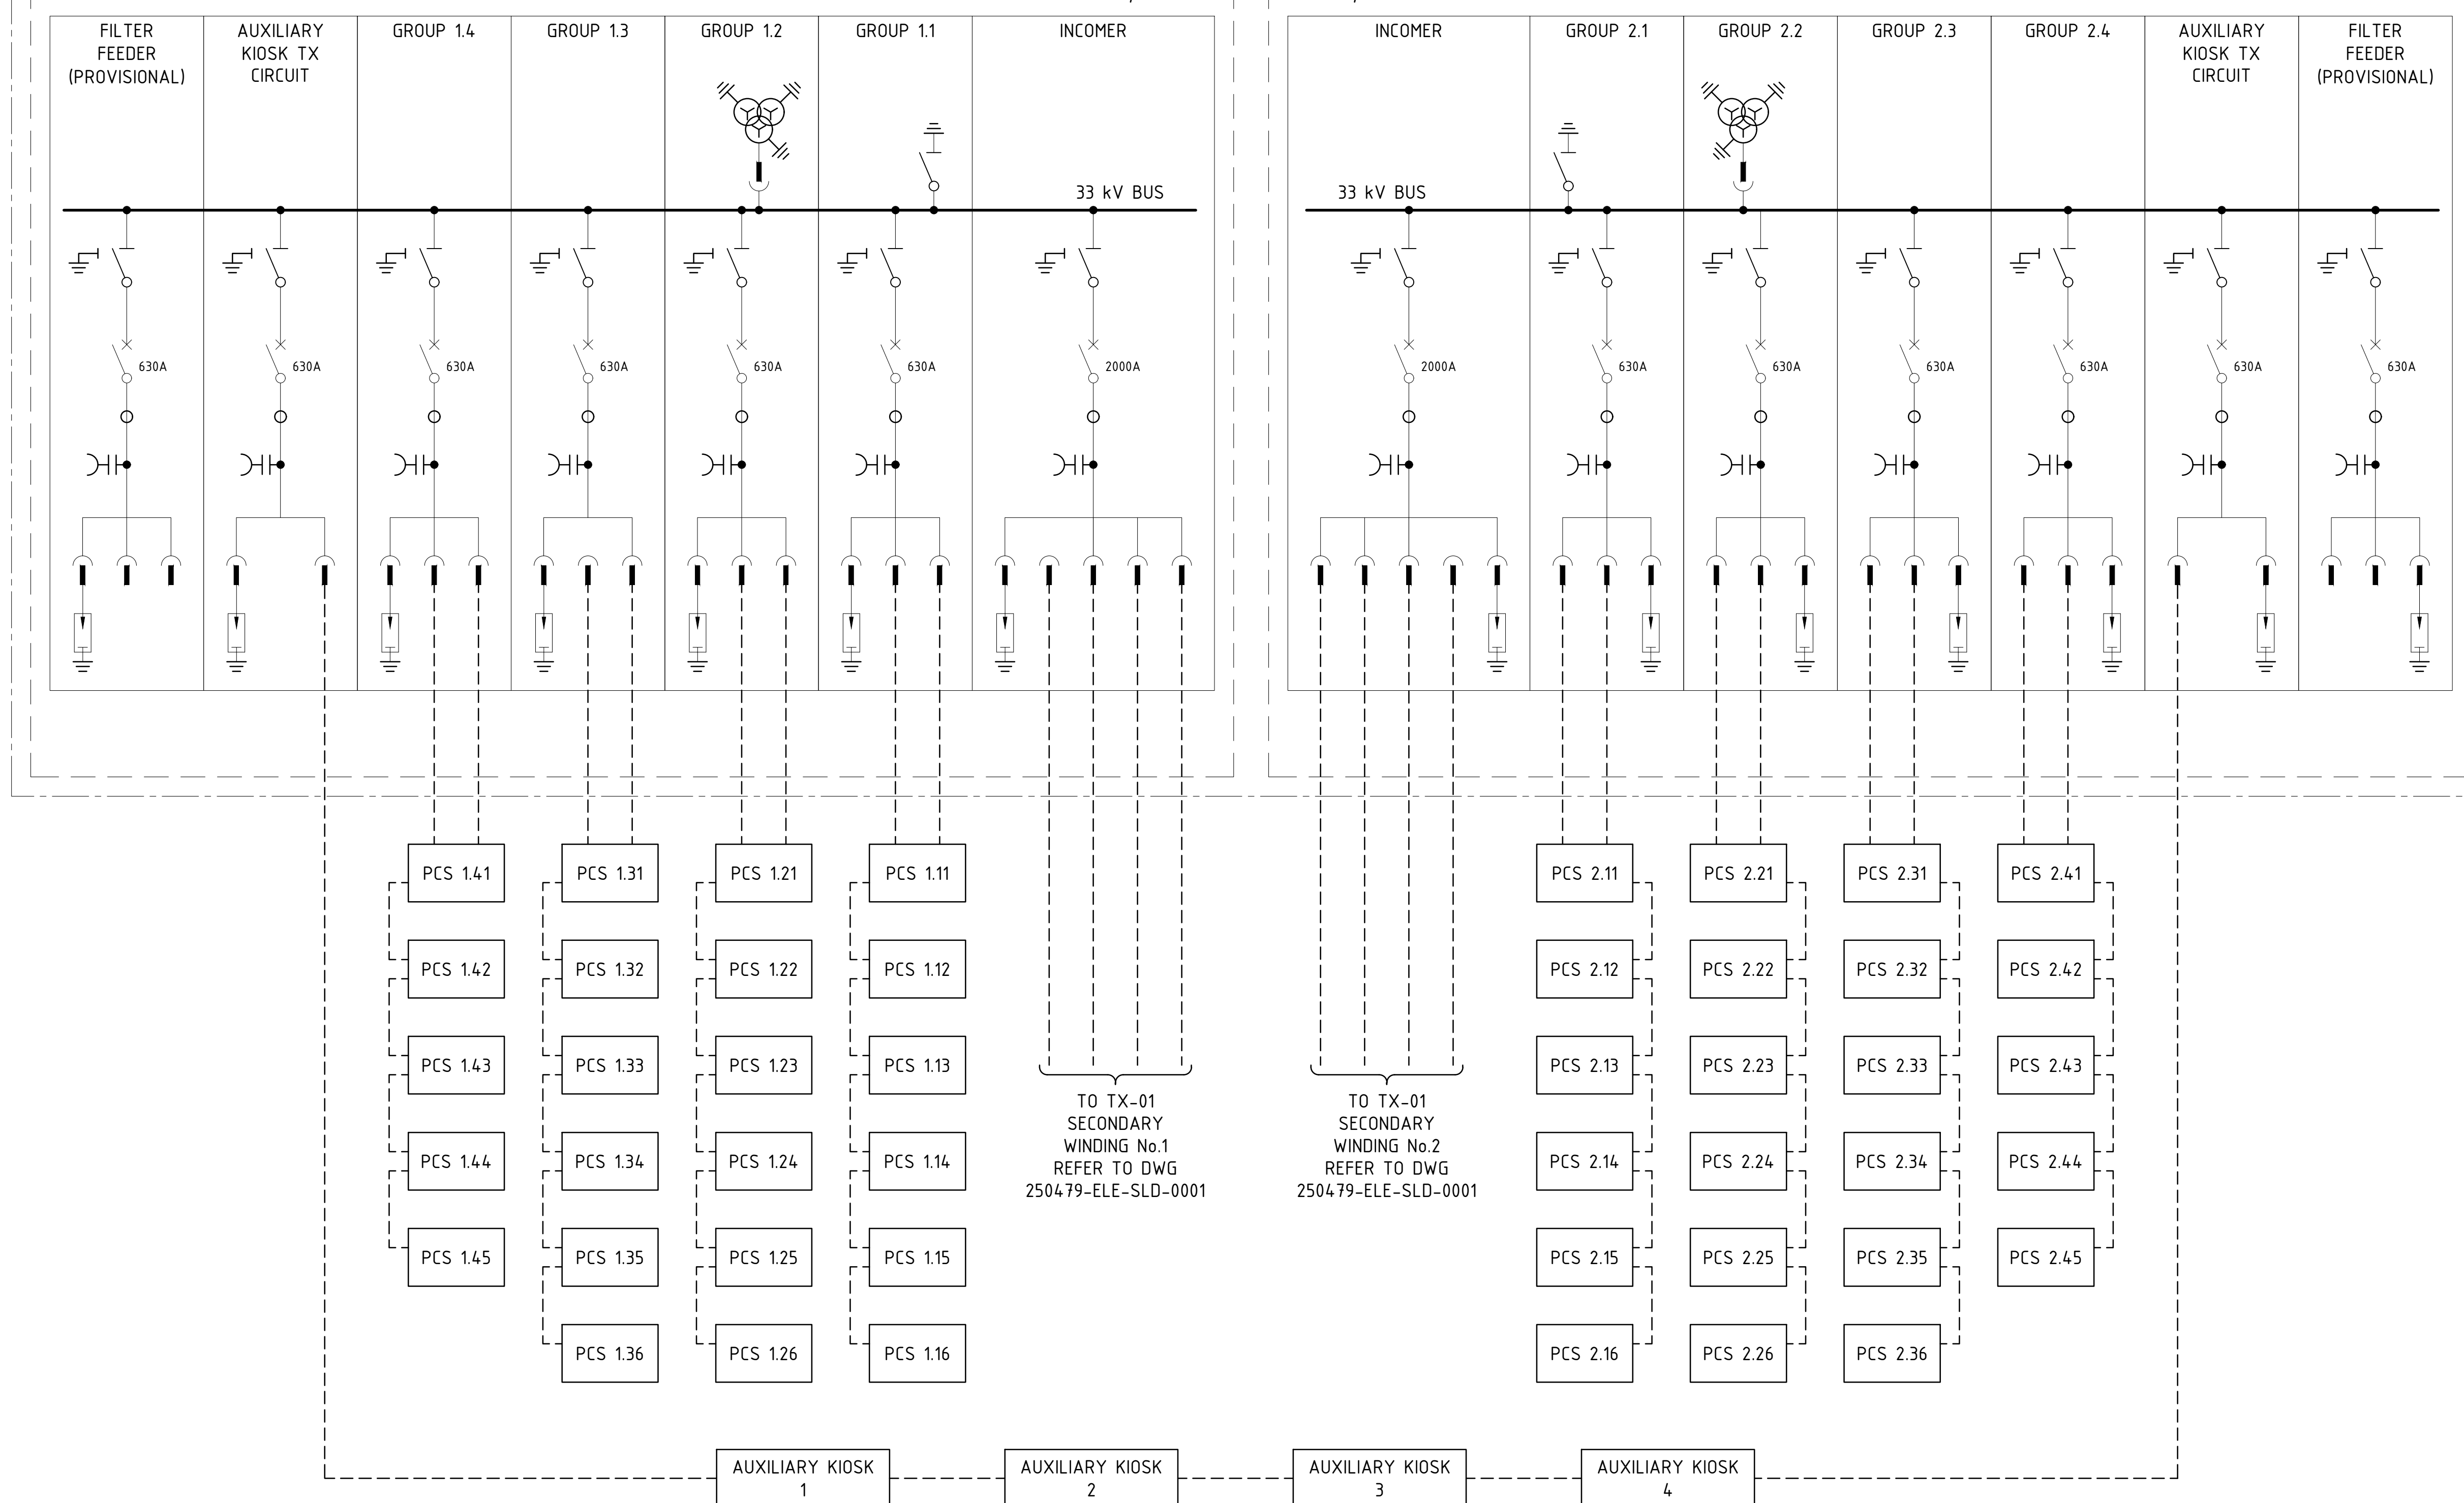 FILTER
FEEDER
(PROVISIONAL)
AUXILIARY
KIOSK TX
CIRCUIT
GROUP 1.4
GROUP 1.3
GROUP 1.2
GROUP 1.1
INCOMER
INCOMER
GROUP 2.1
GROUP 2.2
GROUP 2.3
GROUP 2.4
AUXILIARY
KIOSK TX
CIRCUIT
FILTER
FEEDER
(PROVISIONAL)
33 kV BUS
33 kV BUS
630A
630A
630A
630A
630A
630A
2000A
2000A
630A
630A
630A
630A
630A
630A
PCS 1.41
PCS 1.31
PCS 1.21
PCS 1.11
PCS 2.11
PCS 2.21
PCS 2.31
PCS 2.41
PCS 1.42
PCS 1.32
PCS 1.22
PCS 1.12
PCS 2.12
PCS 2.22
PCS 2.32
PCS 2.42
PCS 1.43
PCS 1.33
PCS 1.23
PCS 1.13
PCS 2.13
PCS 2.23
PCS 2.33
PCS 2.43
TO TX-01
SECONDARY
WINDING No.1
REFER TO DWG
250479-ELE-SLD-0001
TO TX-01
SECONDARY
WINDING No.2
REFER TO DWG
250479-ELE-SLD-0001
PCS 1.44
PCS 1.34
PCS 1.24
PCS 1.14
PCS 2.14
PCS 2.24
PCS 2.34
PCS 2.44
PCS 1.45
PCS 1.35
PCS 1.25
PCS 1.15
PCS 2.15
PCS 2.25
PCS 2.35
PCS 2.45
PCS 1.36
PCS 1.26
PCS 1.16
PCS 2.16
PCS 2.26
PCS 2.36
AUXILIARY KIOSK
1
AUXILIARY KIOSK
2
AUXILIARY KIOSK
3
AUXILIARY KIOSK
4